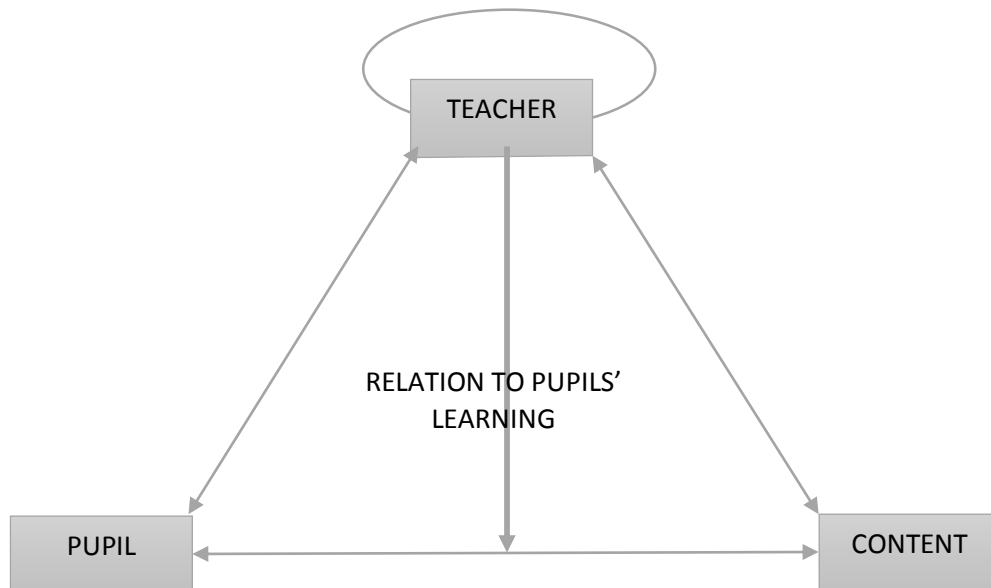 TEACHER
RELATION TO PUPILS’
LEARNING
PUPIL
CONTENT